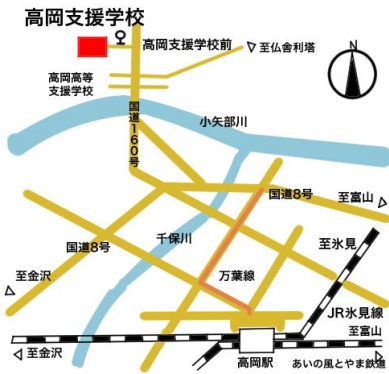 高岡支援学校
高岡支援学校前
至仏舎利塔
N
高岡高等
支援学校
国道160号
小矢部川
国道8号
至富山
千保川
国道8号
至氷見
万葉線
至金沢
JR氷見線
至富山
至金沢
高岡駅
あいの風とやま鉄道